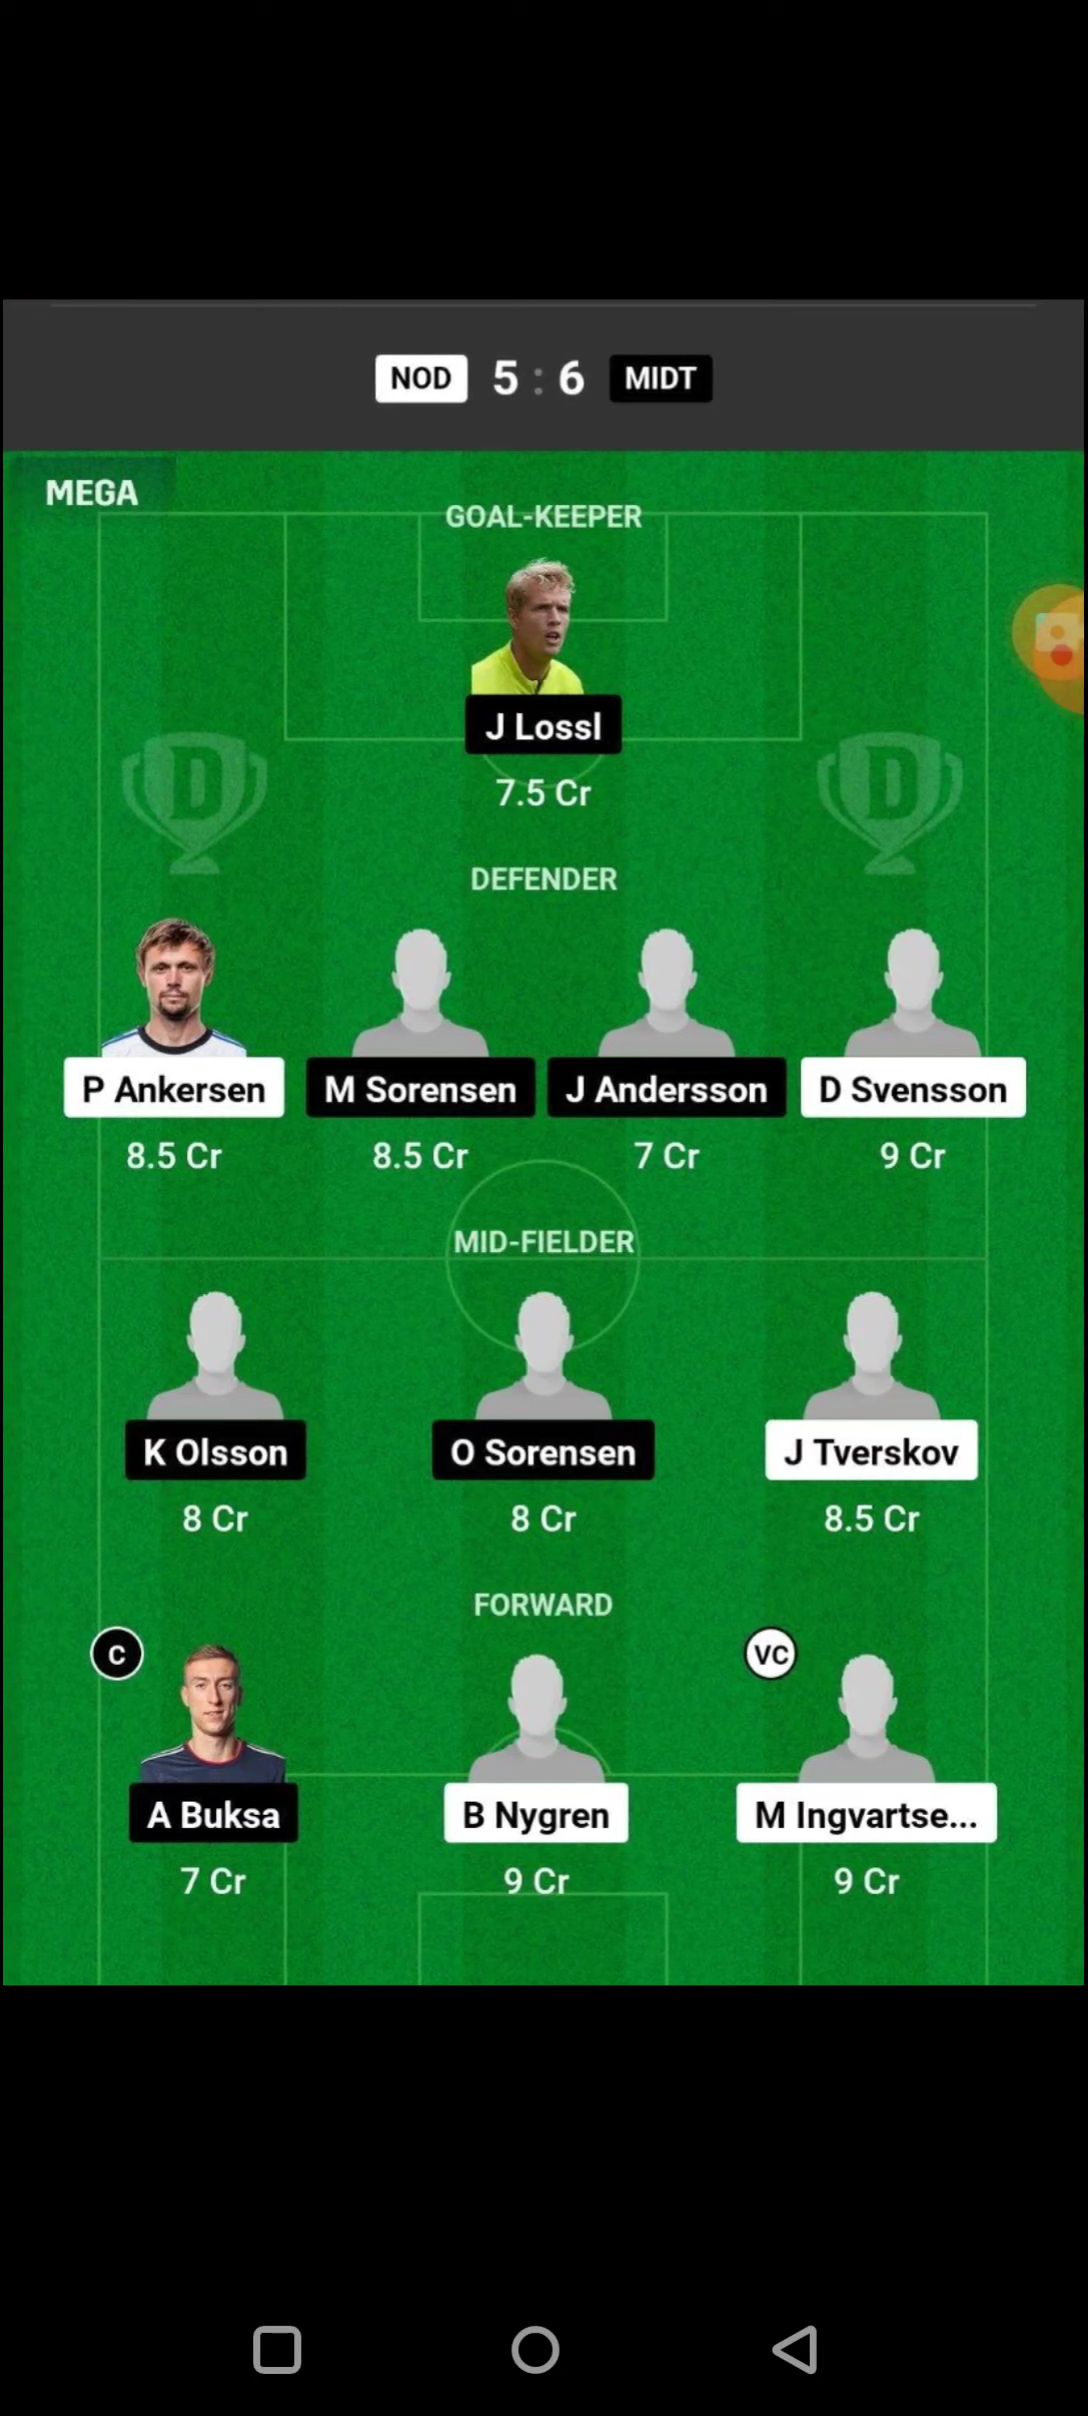 NOD 5 : 6 MIDT
MEGA
GOAL-KEEPER
J Lossl
7.5 Cr
DEFENDER
P Ankersen M Sorensen J Andersson D Svensson
8.5 Cr 8.5 Cr 7 Cr 9 Cr
MID-FIELDER
K Olsson O Sorensen J Tverskov
8 Cr 8 Cr 8.5 Cr
FORWARD
C VC
A Buksa B Nygren M Ingvartse...
7 Cr 9 Cr 9 Cr